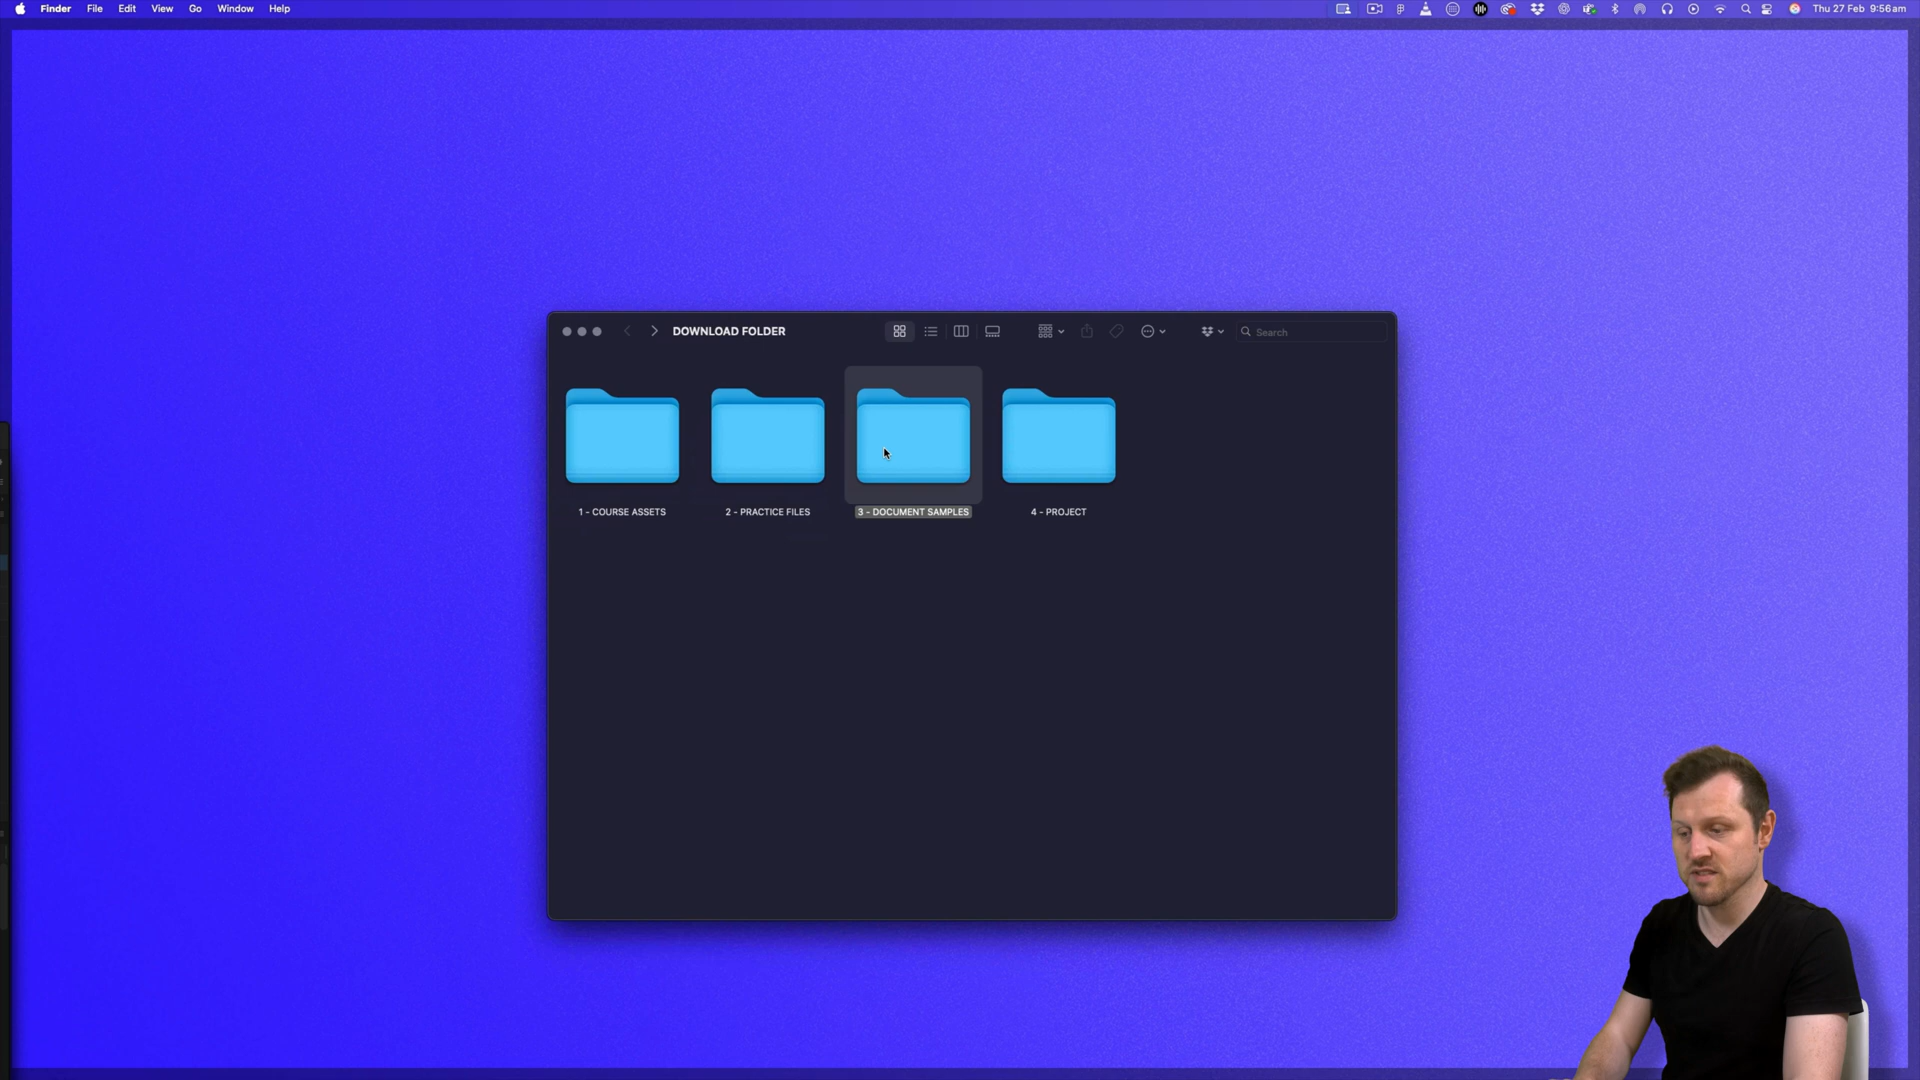 Finder File Edit View Go Window Help Thu 27 Feb 9:56am
DOWNLOAD FOLDER Search
1 - COURSE ASSETS 2 - PRACTICE FILES 3 - DOCUMENT SAMPLES 4 - PROJECT